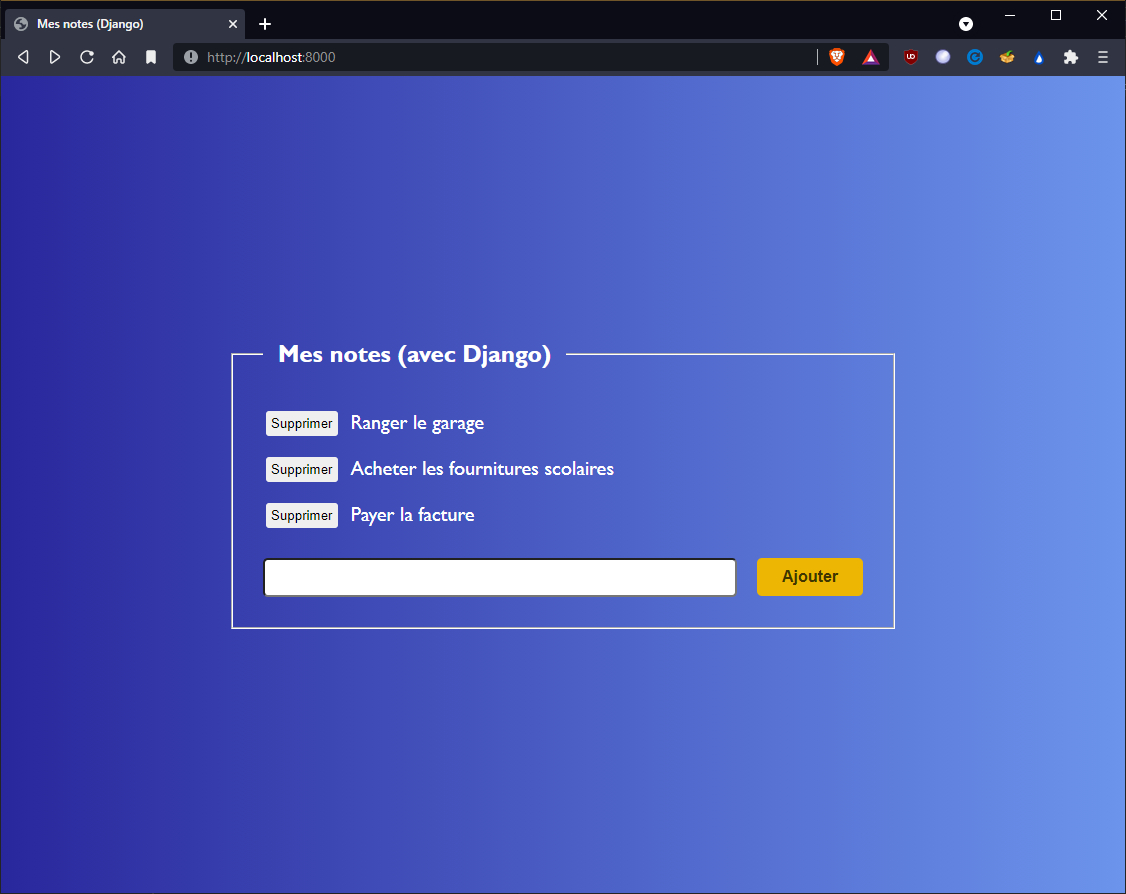 Mes notes (Django)
http://localhost:8000
UD
Mes notes (avec Django)
Supprimer Ranger le garage
Supprimer Acheter les fournitures scolaires
Supprimer Payer la facture
Ajouter